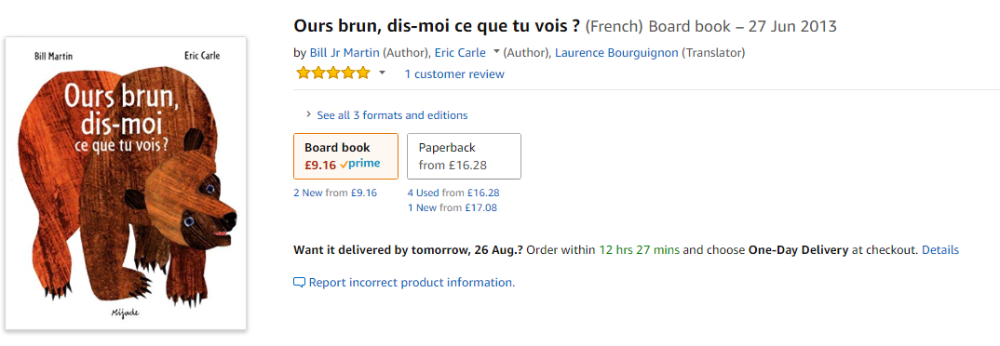 Bill Martin Eric Carle
Ours brun,
dis-moi
ce que tu vois ?
Mijade
Ours brun, dis-moi ce que tu vois ? (French) Board book – 27 Jun 2013
by Bill Jr Martin (Author), Eric Carle (Author), Laurence Bourguignon (Translator)
1 customer review
See all 3 formats and editions
Board book
£9.16 prime
2 New from £9.16
Paperback
from £16.28
4 Used from £16.28
1 New from £17.08
Want it delivered by tomorrow, 26 Aug.? Order within 12 hrs 27 mins and choose One-Day Delivery at checkout. Details
Report incorrect product information.